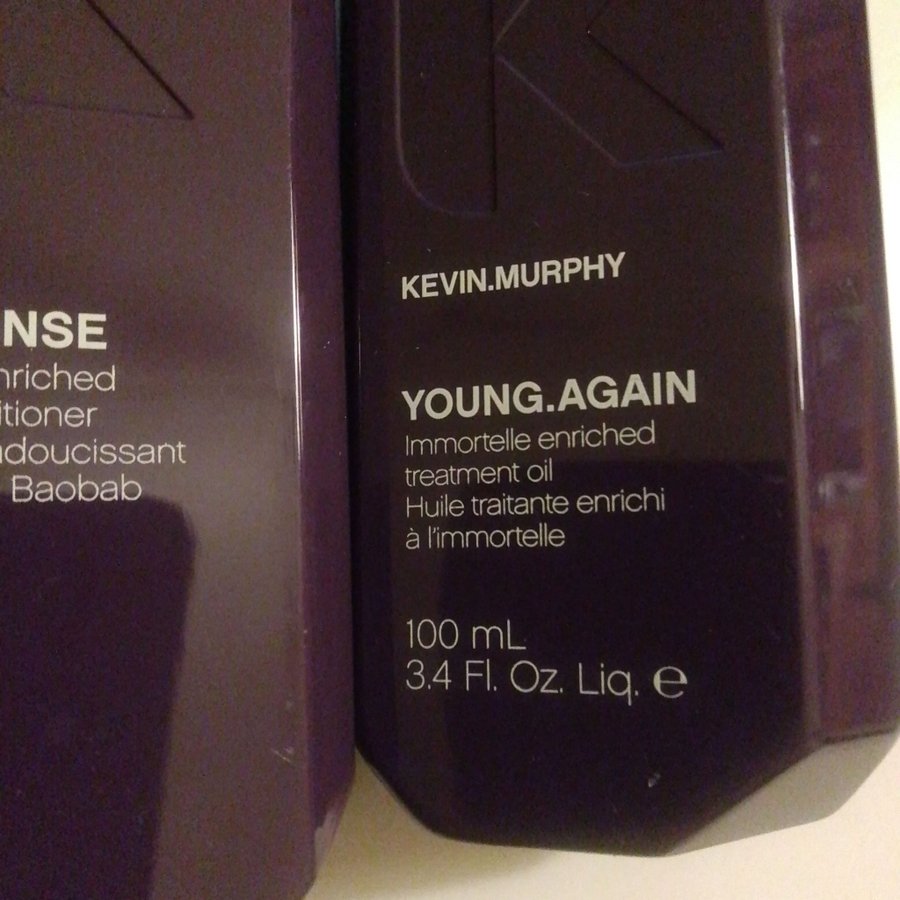 NSE
nriched
itioner
adoucissant
Baobab
KEVIN.MURPHY
YOUNG.AGAIN
Immortelle enriched
treatment oil
Huile traitante enrichi
à l'immortelle
100 mL
3.4 Fl. Oz. Liq. e